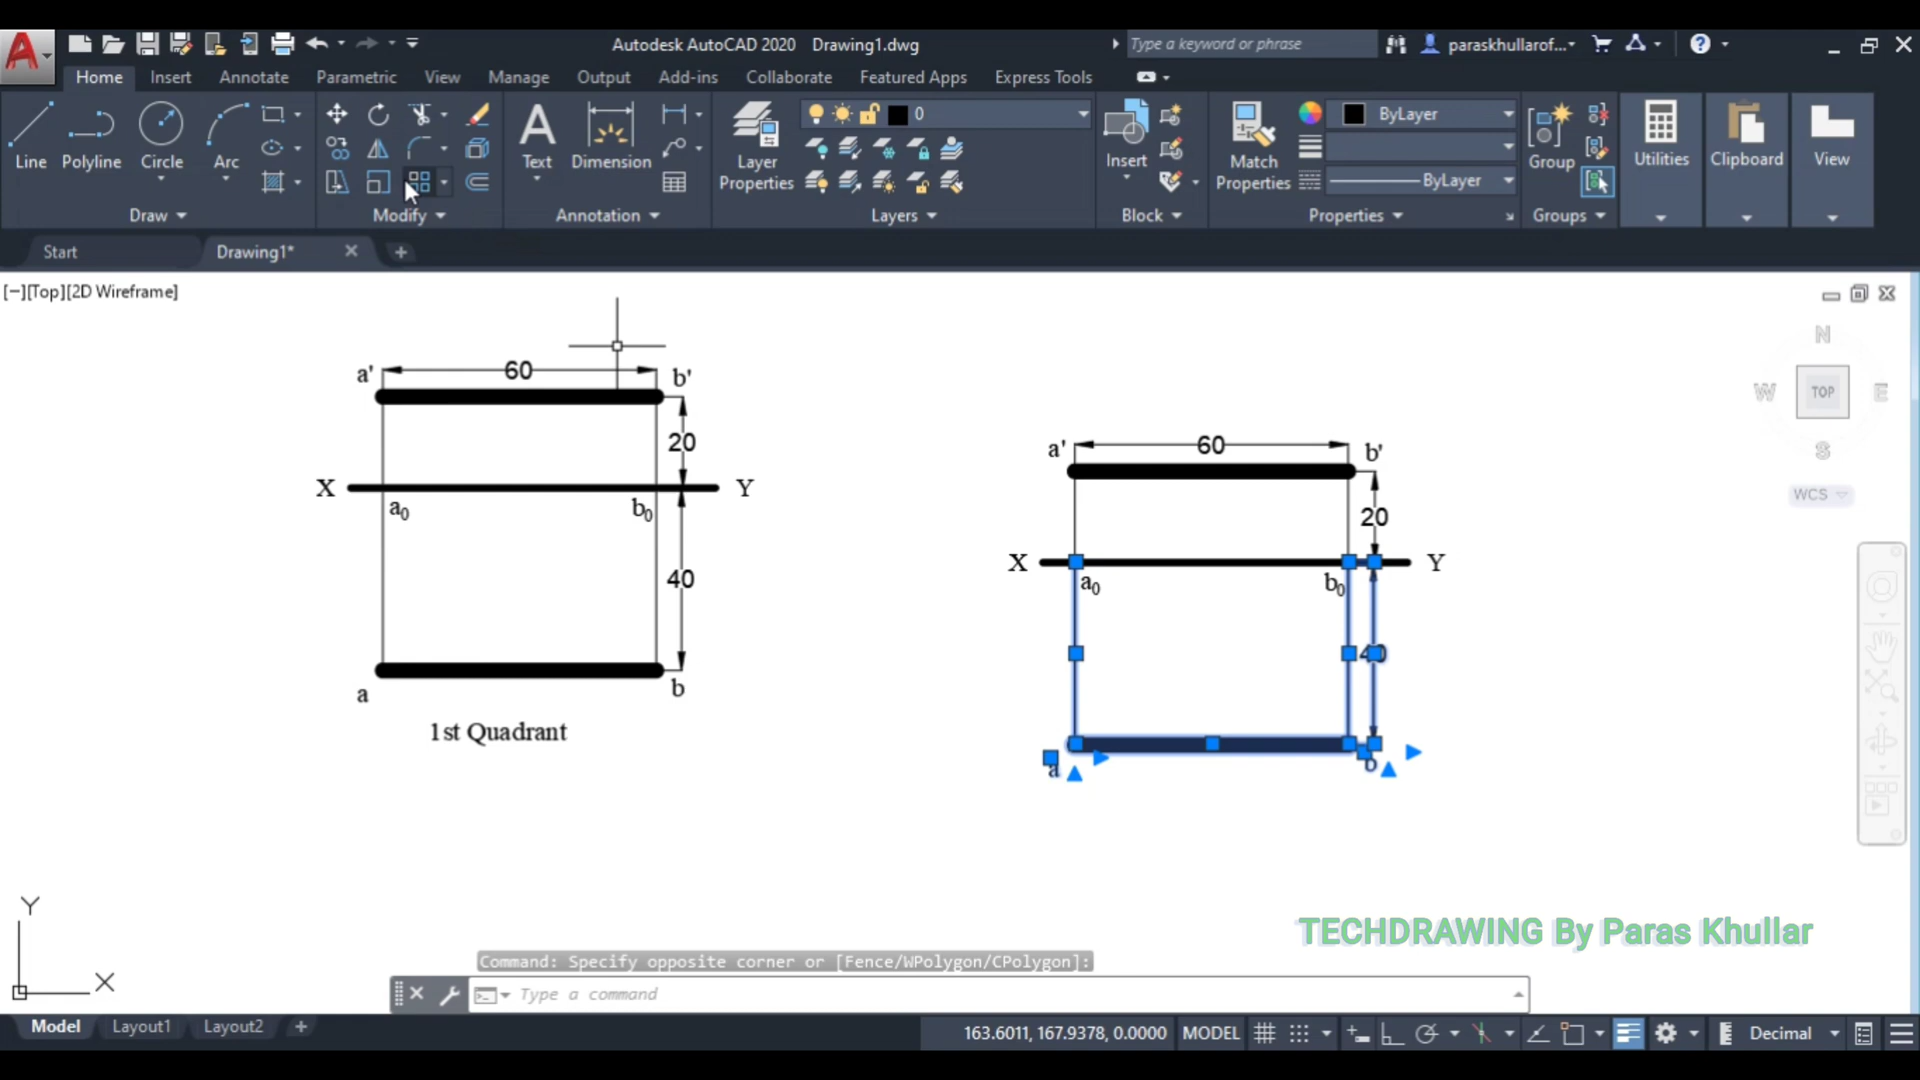 Autodesk AutoCAD 2020 Drawing1.dwg
Type a keyword or phrase
paraskhullarof...
Home Insert Annotate Parametric View Manage Output Add-ins Collaborate Featured Apps Express Tools
Line Polyline Circle Arc
Text Dimension
Layer Properties
0
Insert
Match Properties
ByLayer
ByLayer
Group
Utilities Clipboard View
Draw Modify Annotation Layers Block Properties Groups
Start Drawing1*
[−][Top][2D Wireframe]
N
W TOP E
S
WCS
a' 60 b'
20
X Y
a0 b0
40
a b
1st Quadrant
a' 60 b'
20
X Y
a0 b0
a b
TECHDRAWING By Paras Khullar
Y
X
Command: Specify opposite corner or [Fence/WPolygon/CPolygon]:
Type a command
Model Layout1 Layout2
163.6011, 167.9378, 0.0000 MODEL Decimal